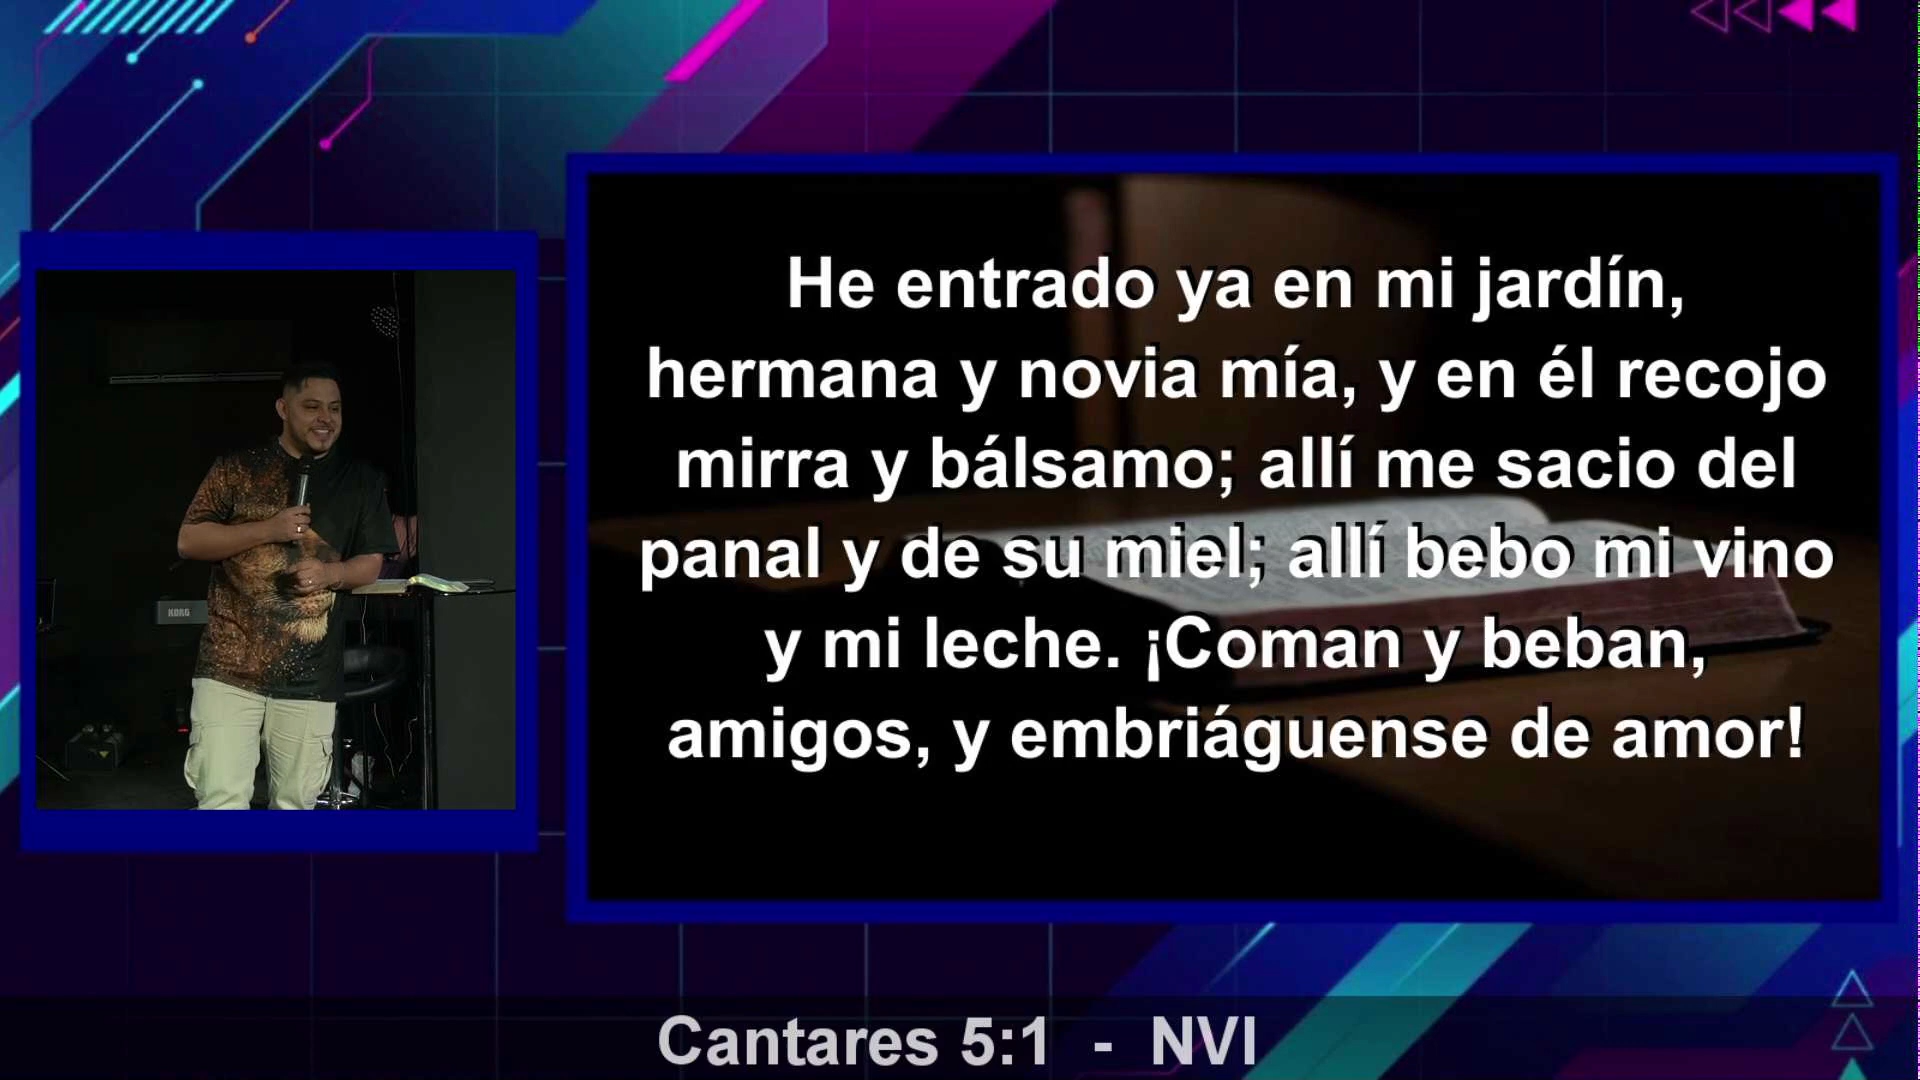 He entrado ya en mi jardín,
hermana y novia mía, y en él recojo
mirra y bálsamo; allí me sacio del
panal y de su miel; allí bebo mi vino
y mi leche. ¡Coman y beban,
amigos, y embriáguense de amor!
KORG
Cantares 5:1 - NVI